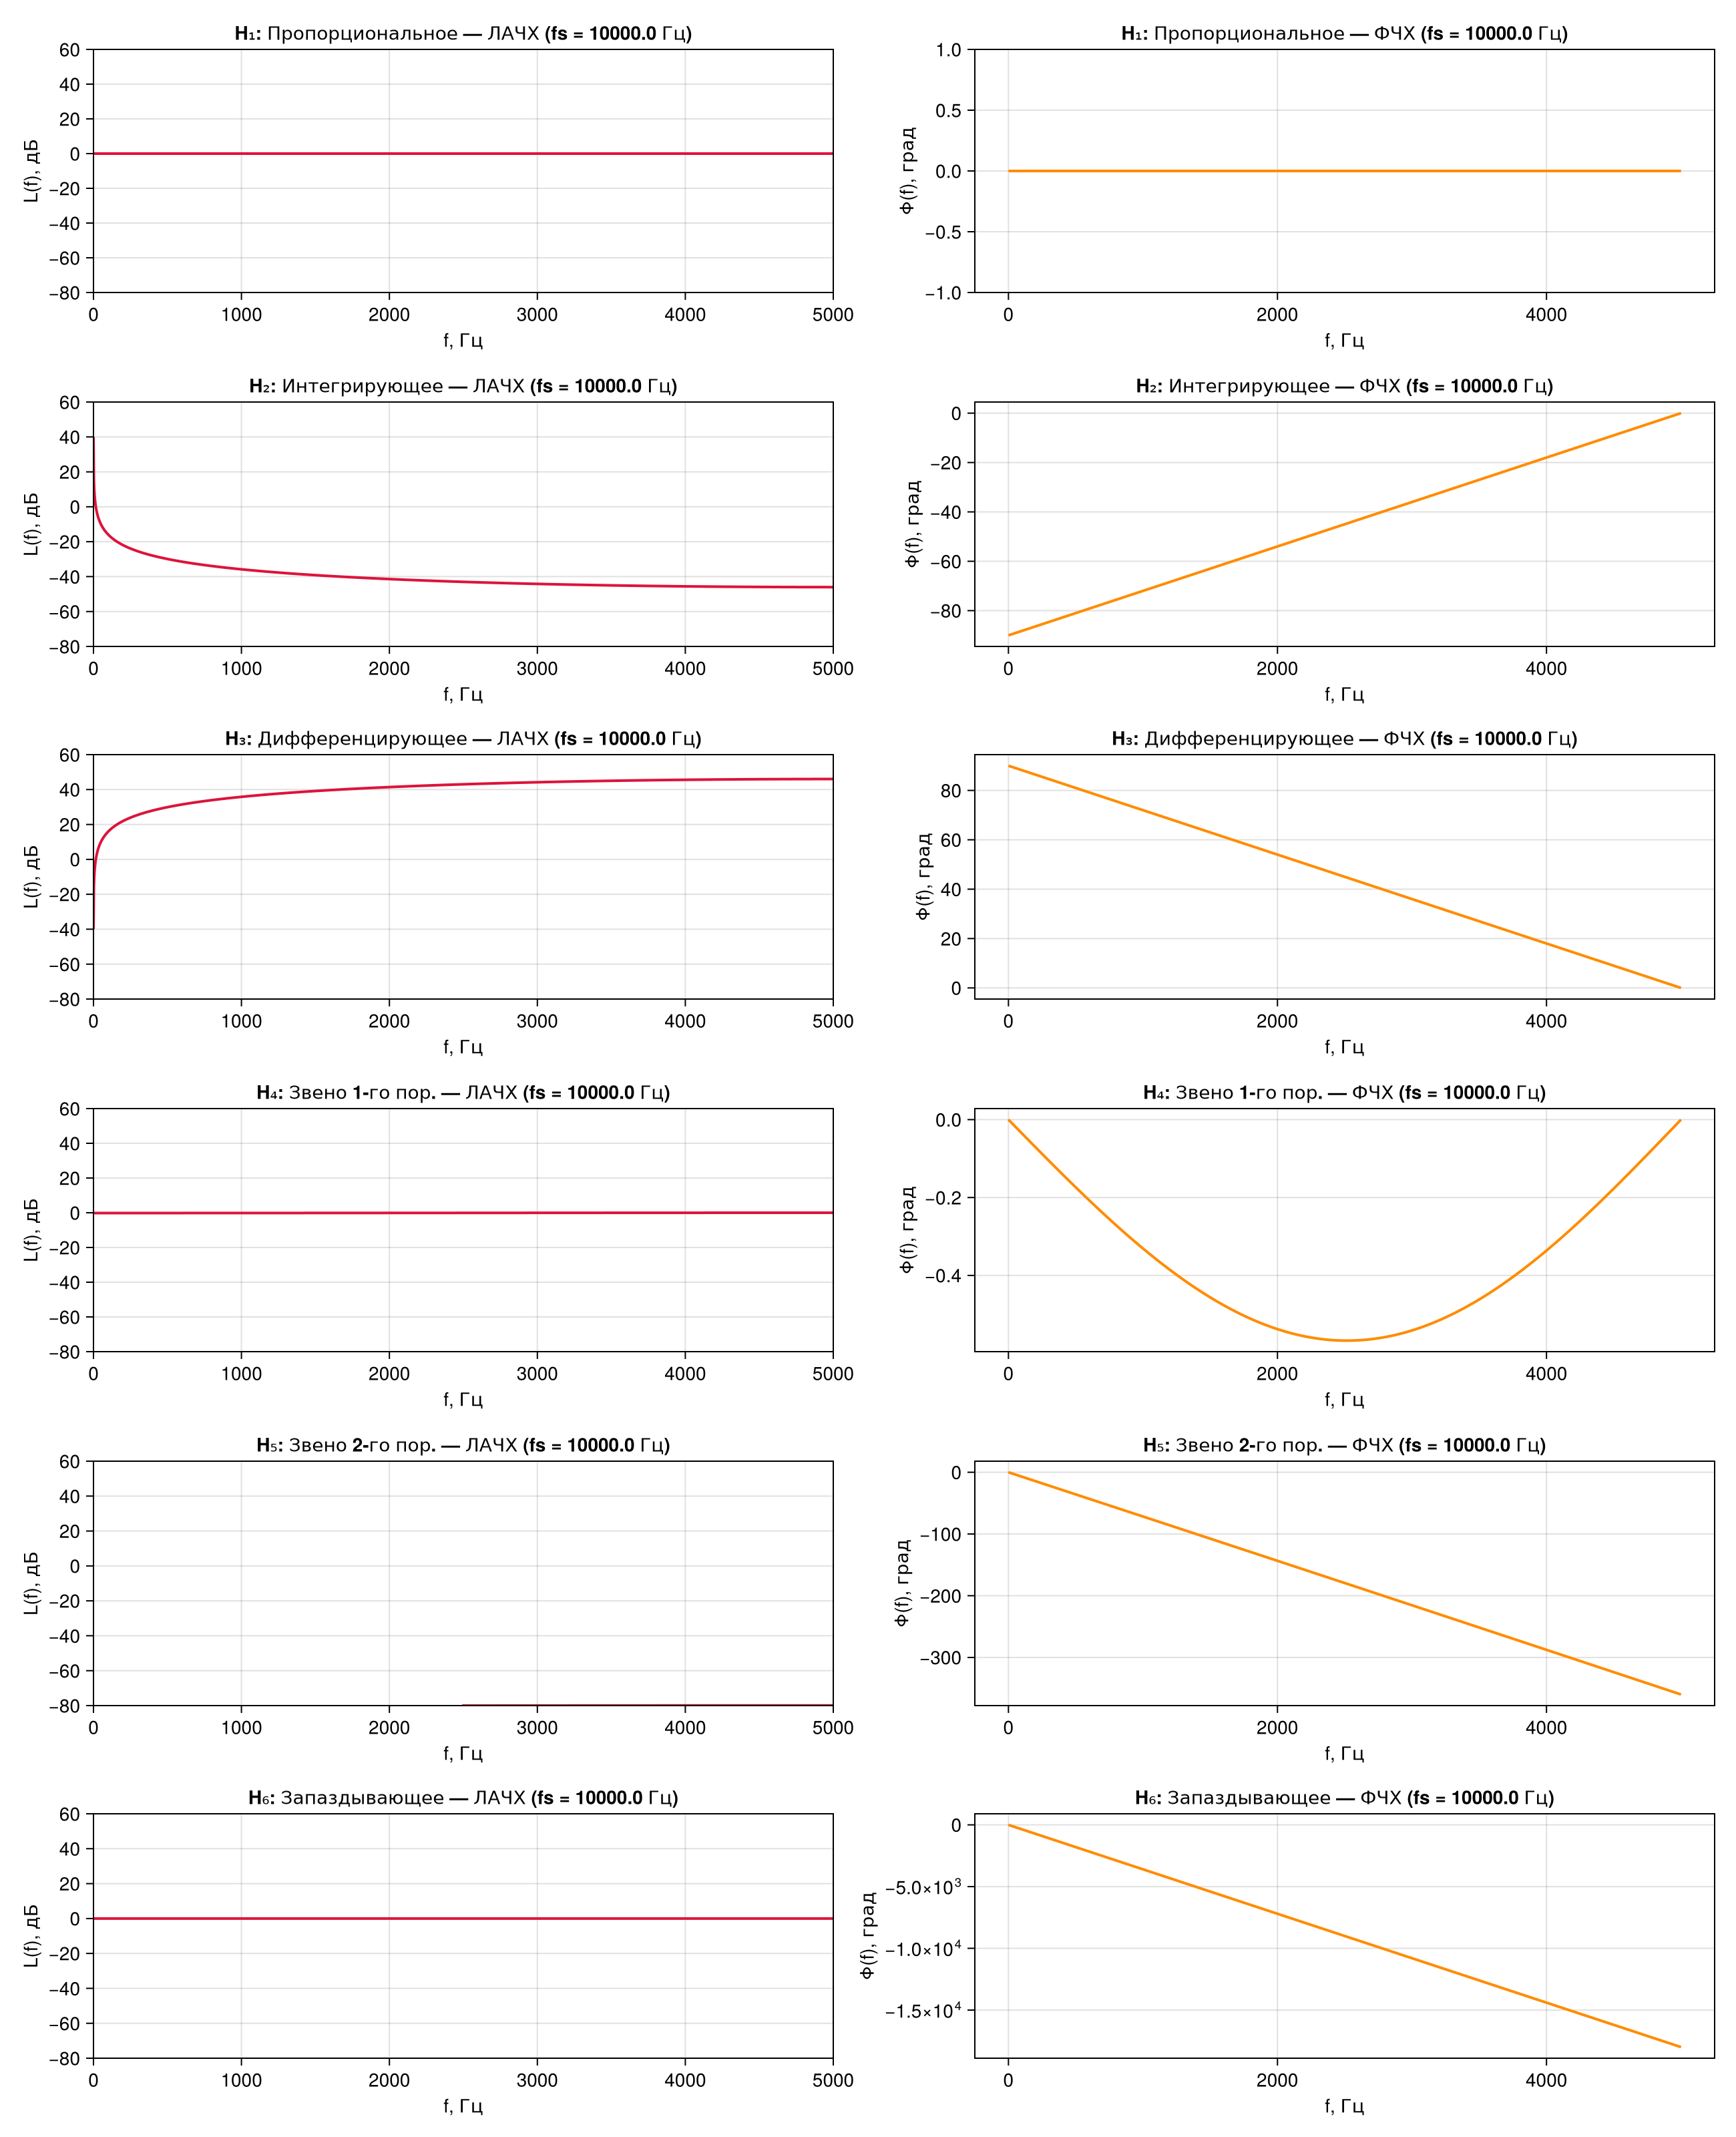 H₁: Пропорциональное — ЛАЧХ (fs = 10000.0 Гц)
60
40
20
0
−20
−40
−60
−80
L(f), дБ
0 1000 2000 3000 4000 5000
f, Гц
H₁: Пропорциональное — ФЧХ (fs = 10000.0 Гц)
1.0
0.5
0.0
−0.5
−1.0
Φ(f), град
0 2000 4000
f, Гц
H₂: Интегрирующее — ЛАЧХ (fs = 10000.0 Гц)
60
40
20
0
−20
−40
−60
−80
L(f), дБ
0 1000 2000 3000 4000 5000
f, Гц
H₂: Интегрирующее — ФЧХ (fs = 10000.0 Гц)
0
−20
−40
−60
−80
Φ(f), град
0 2000 4000
f, Гц
H₃: Дифференцирующее — ЛАЧХ (fs = 10000.0 Гц)
60
40
20
0
−20
−40
−60
−80
L(f), дБ
0 1000 2000 3000 4000 5000
f, Гц
H₃: Дифференцирующее — ФЧХ (fs = 10000.0 Гц)
80
60
40
20
0
Φ(f), град
0 2000 4000
f, Гц
H₄: Звено 1-го пор. — ЛАЧХ (fs = 10000.0 Гц)
60
40
20
0
−20
−40
−60
−80
L(f), дБ
0 1000 2000 3000 4000 5000
f, Гц
H₄: Звено 1-го пор. — ФЧХ (fs = 10000.0 Гц)
0.0
−0.2
−0.4
Φ(f), град
0 2000 4000
f, Гц
H₅: Звено 2-го пор. — ЛАЧХ (fs = 10000.0 Гц)
60
40
20
0
−20
−40
−60
−80
L(f), дБ
0 1000 2000 3000 4000 5000
f, Гц
H₅: Звено 2-го пор. — ФЧХ (fs = 10000.0 Гц)
0
−100
−200
−300
Φ(f), град
0 2000 4000
f, Гц
H₆: Запаздывающее — ЛАЧХ (fs = 10000.0 Гц)
60
40
20
0
−20
−40
−60
−80
L(f), дБ
0 1000 2000 3000 4000 5000
f, Гц
H₆: Запаздывающее — ФЧХ (fs = 10000.0 Гц)
0
−5.0×10³
−1.0×10⁴
−1.5×10⁴
Φ(f), град
0 2000 4000
f, Гц